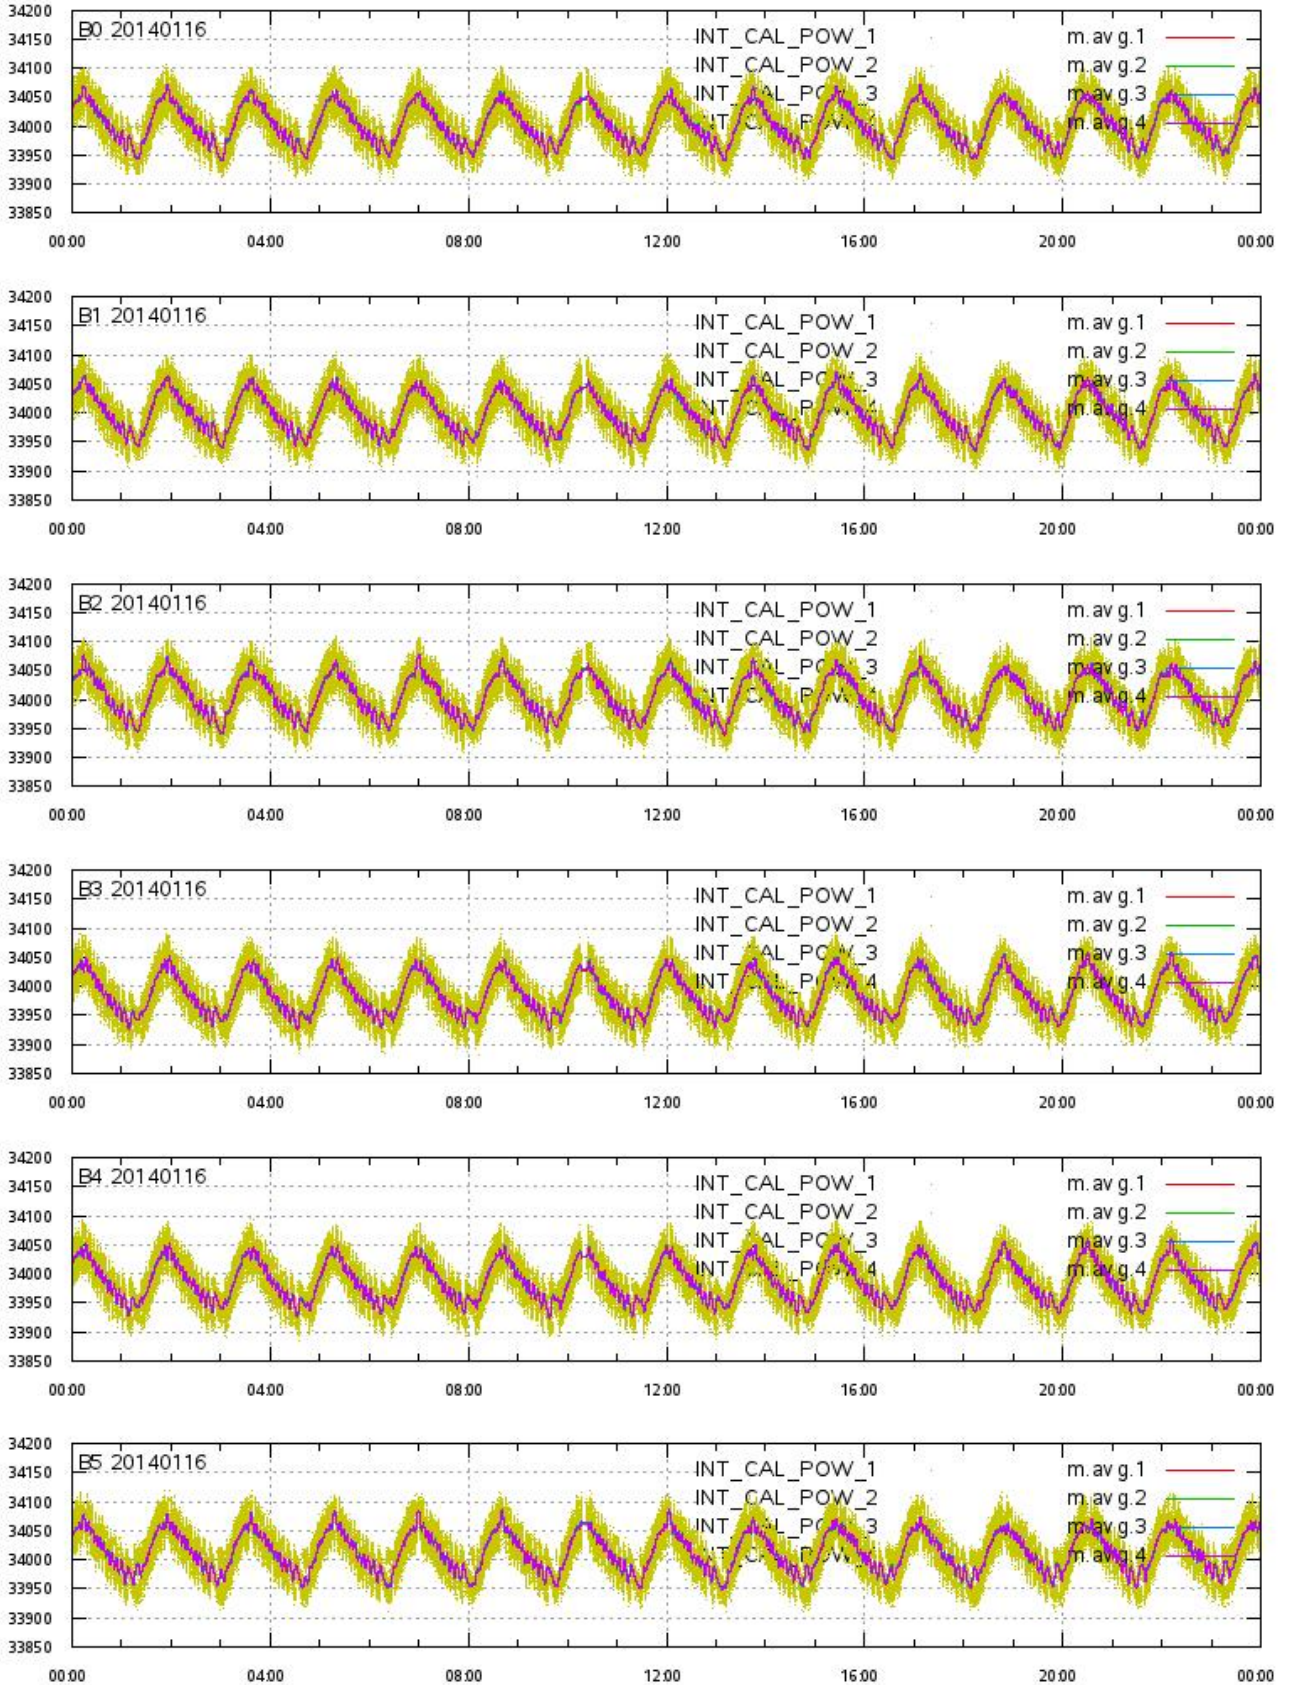 34200
B0 20140116
34150 INT_CAL_POW_1 m.avg.1
34100 INT_CAL_POW_2 m.avg.2
34050 INT_CAL_POW_3 m.avg.3
34000 m.avg.4
33950
33900
33850
00:00 04:00 08:00 12:00 16:00 20:00 00:00
34200
B1 20140116
34150 INT_CAL_POW_1 m.avg.1
34100 INT_CAL_POW_2 m.avg.2
34050 INT_CAL_POW_3 m.avg.3
34000 INT_CAL_POW_4 m.avg.4
33950
33900
33850
00:00 04:00 08:00 12:00 16:00 20:00 00:00
34200
B2 20140116
34150 INT_CAL_POW_1 m.avg.1
34100 INT_CAL_POW_2 m.avg.2
34050 INT_CAL_POW_3 m.avg.3
34000 INT_CAL_POW_4 m.avg.4
33950
33900
33850
00:00 04:00 08:00 12:00 16:00 20:00 00:00
34200
B3 20140116
34150 INT_CAL_POW_1 m.avg.1
34100 INT_CAL_POW_2 m.avg.2
34050 INT_CAL_POW_3 m.avg.3
34000 INT_CAL_POW_4 m.avg.4
33950
33900
33850
00:00 04:00 08:00 12:00 16:00 20:00 00:00
34200
B4 20140116
34150 INT_CAL_POW_1 m.avg.1
34100 INT_CAL_POW_2 m.avg.2
34050 INT_CAL_POW_3 m.avg.3
34000 INT_CAL_POW_4 m.avg.4
33950
33900
33850
00:00 04:00 08:00 12:00 16:00 20:00 00:00
34200
B5 20140116
34150 INT_CAL_POW_1 m.avg.1
34100 INT_CAL_POW_2 m.avg.2
34050 INT_CAL_POW_3 m.avg.3
34000 m.avg.4
33950
33900
33850
00:00 04:00 08:00 12:00 16:00 20:00 00:00